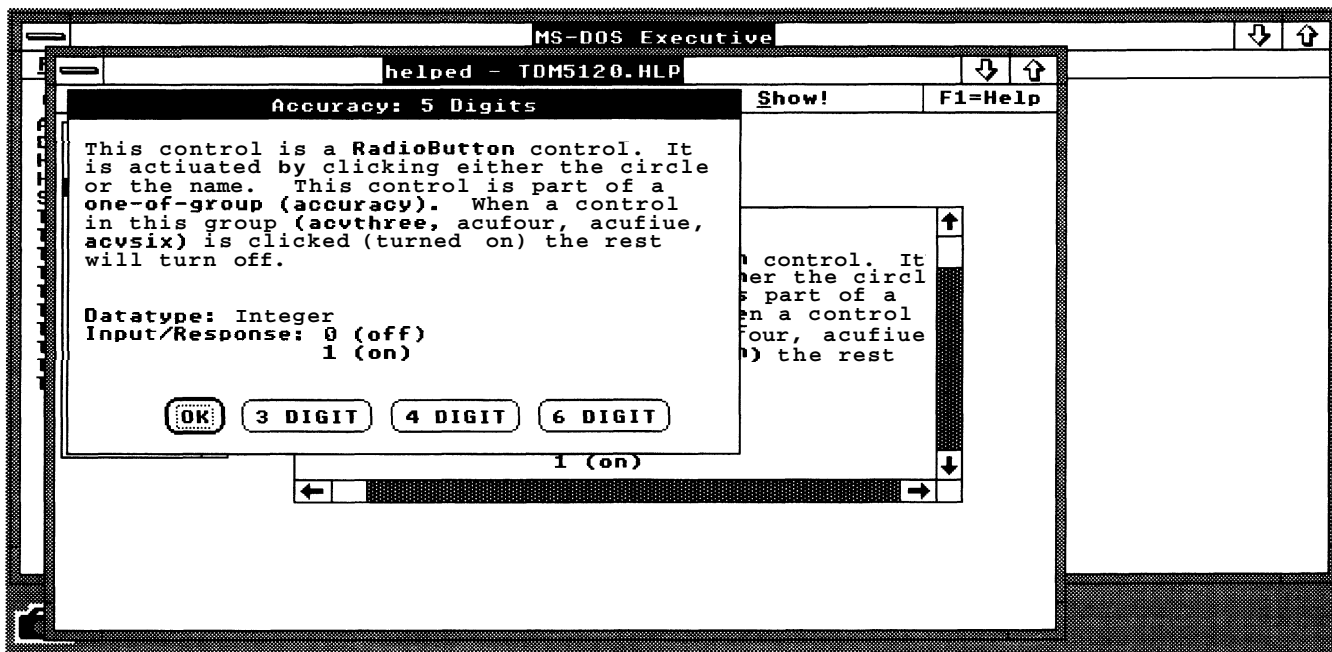 MS-DOS Executive
helped - TDM5120.HLP
Show!
F1=Help
Accuracy: 5 Digits
This control is a RadioButton control. It
is actiuated by clicking either the circle
or the name. This control is part of a
one-of-group (accuracy). When a control
in this group (acvthree, acufour, acufiue,
acvsix) is clicked (turned on) the rest
will turn off.
Datatype: Integer
Input/Response: 0 (off)
1 (on)
OK
3 DIGIT
4 DIGIT
6 DIGIT
control. It
her the circl
s part of a
en a control
four, acufiue
) the rest
1 (on)